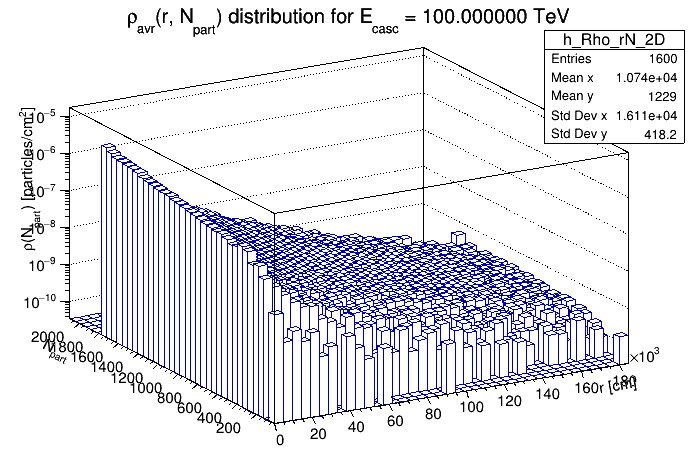 ρavr(r, Npart) distribution for Ecasc = 100.000000 TeV
h_Rho_rN_2D
Entries 1600
Mean x 1.074e+04
Mean y 1229
Std Dev x 1.611e+04
Std Dev y 418.2
ρ(Npart) [particles/cm²]
10⁻⁵
10⁻⁶
10⁻⁷
10⁻⁸
10⁻⁹
10⁻¹⁰
2000
1800
1600
1400
1200
1000
800
600
400
200
Npart
0
20
40
60
80
100
120
140
160
180
×10³
r [cm]